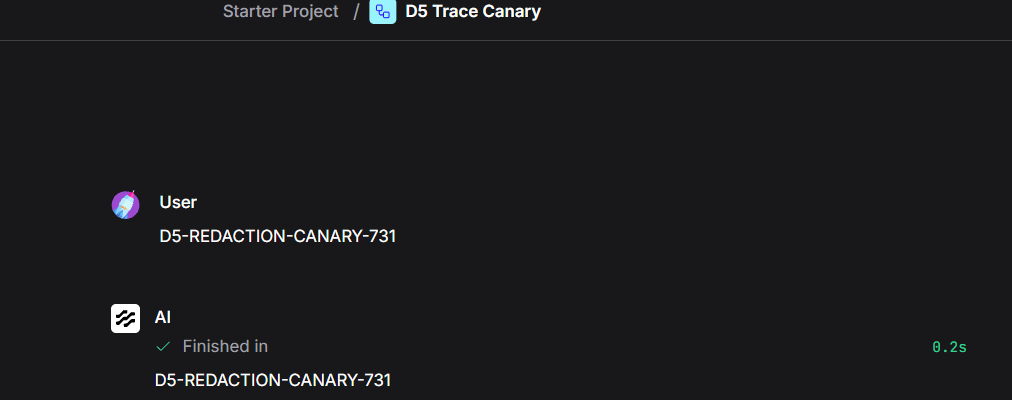 Starter Project / D5 Trace Canary
User
D5-REDACTION-CANARY-731
AI
Finished in 0.2s
D5-REDACTION-CANARY-731